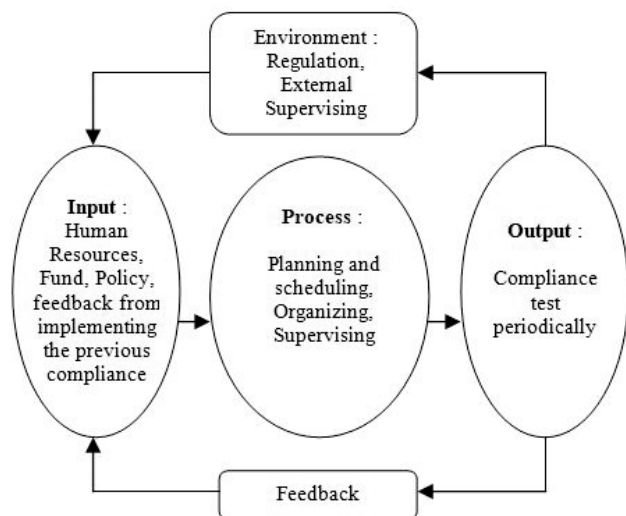 Environment :
Regulation,
External
Supervising
Input :
Human
Resources,
Fund, Policy,
feedback from
implementing
the previous
compliance
Process :
Planning and
scheduling,
Organizing,
Supervising
Output :
Compliance
test
periodically
Feedback